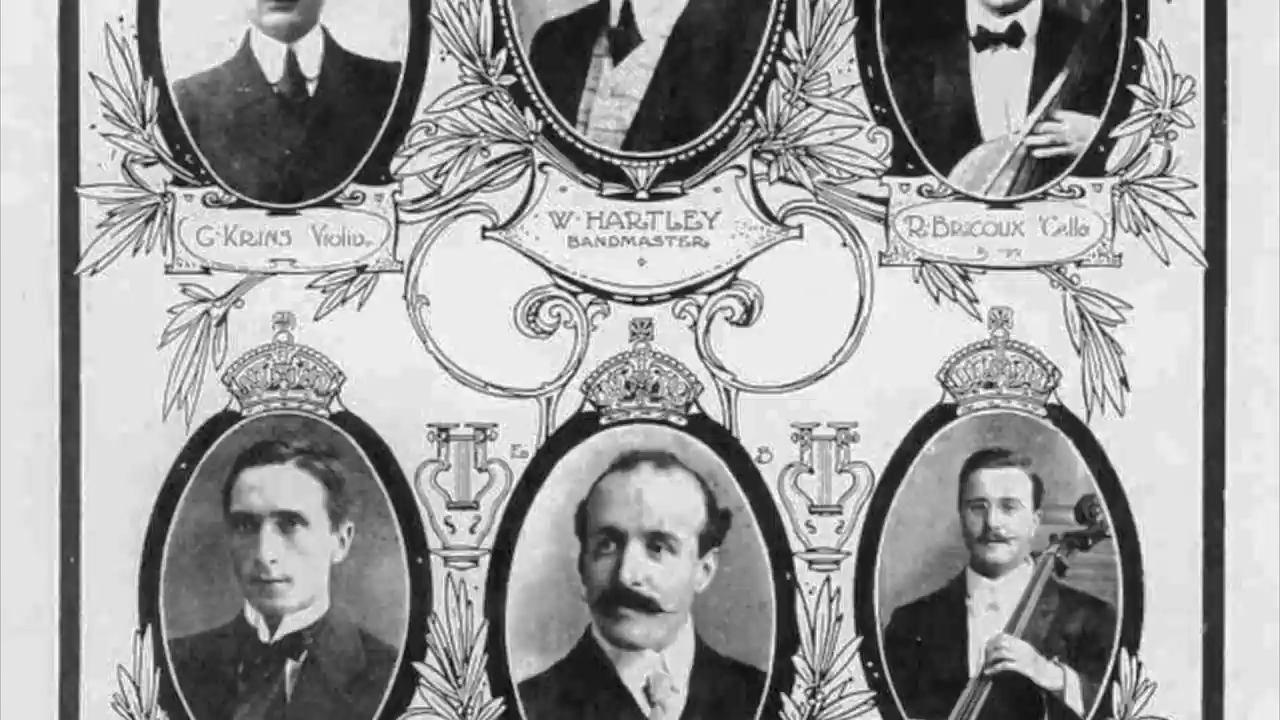 G. KRINS Violin.
W. HARTLEY
BANDMASTER
R. BRICOUX 'Cello